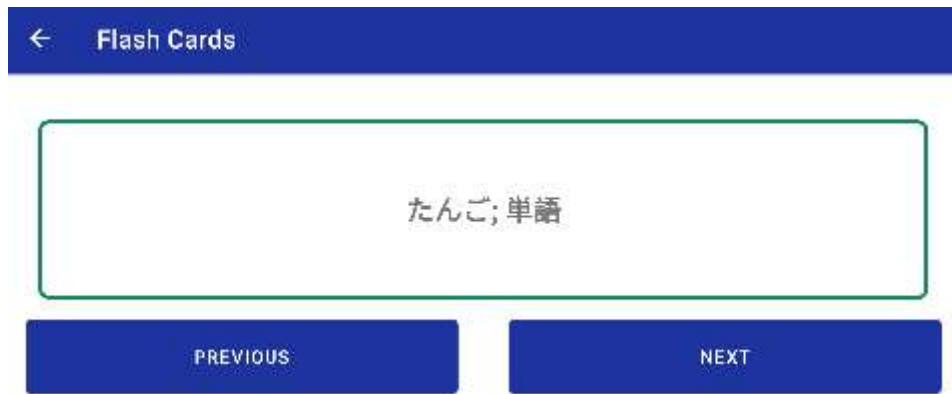 Flash Cards
たんご; 単語
PREVIOUS
NEXT